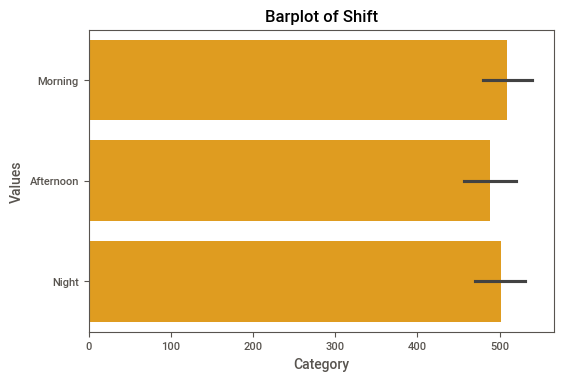 Barplot of Shift
Values
Morning
Afternoon
Night
0 100 200 300 400 500
Category